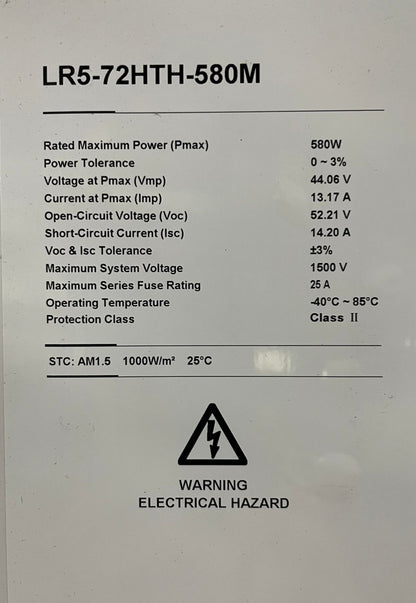 LR5-72HTH-580M
Rated Maximum Power (Pmax) 580W
Power Tolerance 0 ~ 3%
Voltage at Pmax (Vmp) 44.06 V
Current at Pmax (Imp) 13.17 A
Open-Circuit Voltage (Voc) 52.21 V
Short-Circuit Current (Isc) 14.20 A
Voc & Isc Tolerance ±3%
Maximum System Voltage 1500 V
Maximum Series Fuse Rating 25 A
Operating Temperature -40°C ~ 85°C
Protection Class Class II
STC: AM1.5 1000W/m² 25°C
WARNING
ELECTRICAL HAZARD